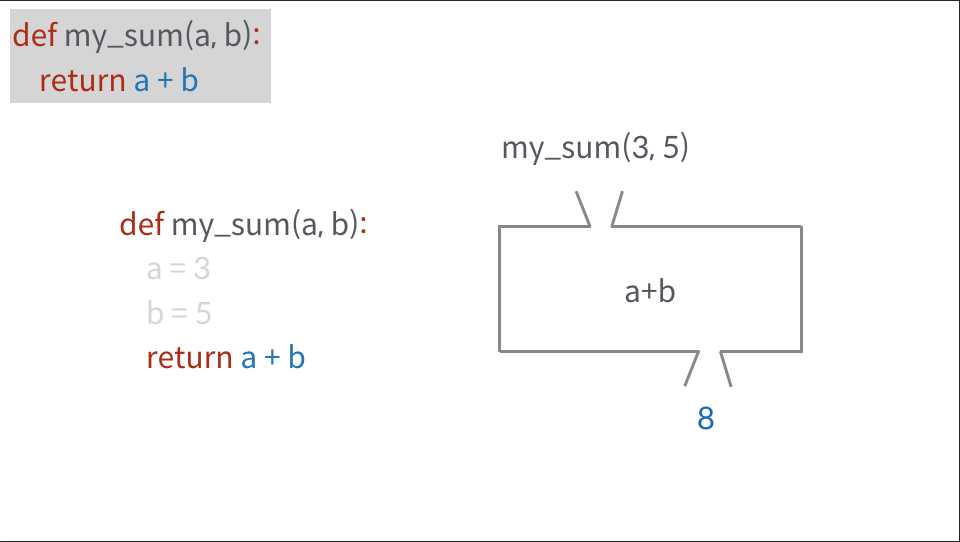 def my_sum(a, b):
return a + b
my_sum(3, 5)
def my_sum(a, b):
a = 3
b = 5
return a + b
a+b
8